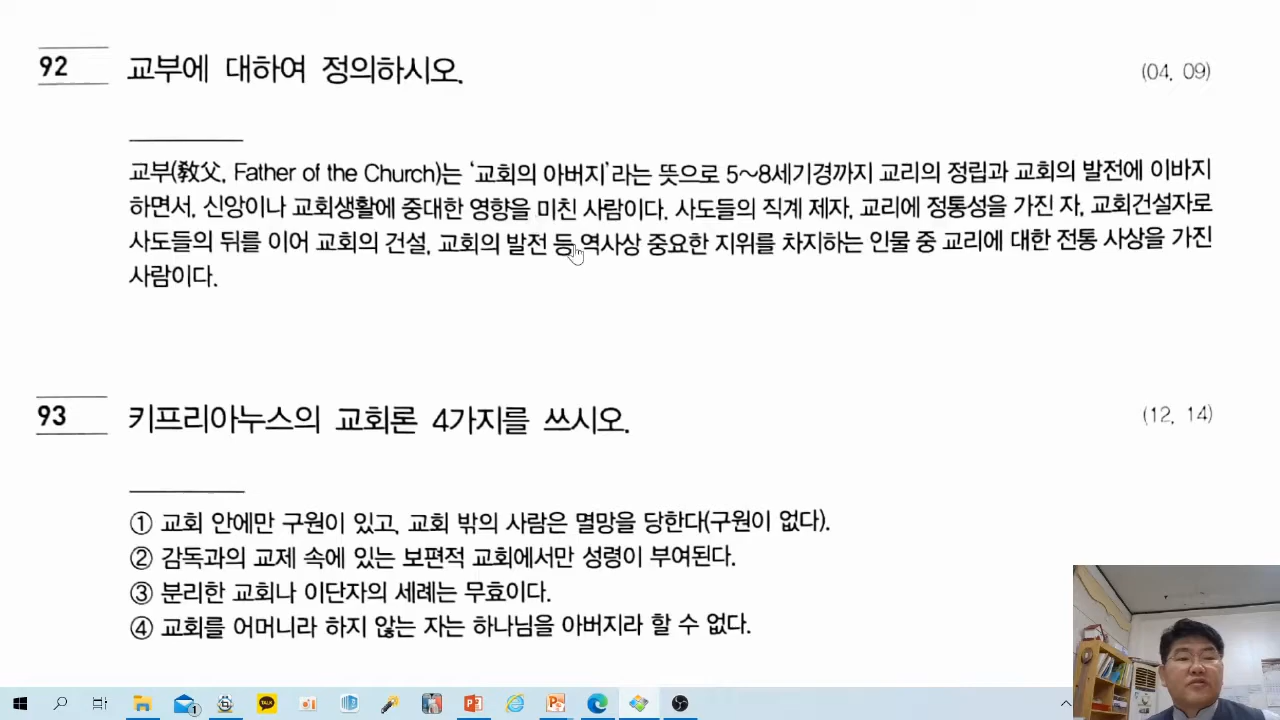 92 교부에 대하여 정의하시오. (04, 09)
교부(敎父, Father of the Church)는 ‘교회의 아버지’라는 뜻으로 5~8세기경까지 교리의 정립과 교회의 발전에 이바지
하면서, 신앙이나 교회생활에 중대한 영향을 미친 사람이다. 사도들의 직계 제자, 교리에 정통성을 가진 자, 교회건설자로
사도들의 뒤를 이어 교회의 건설, 교회의 발전 등 역사상 중요한 지위를 차지하는 인물 중 교리에 대한 전통 사상을 가진
사람이다.
93 키프리아누스의 교회론 4가지를 쓰시오. (12, 14)
① 교회 안에만 구원이 있고, 교회 밖의 사람은 멸망을 당한다(구원이 없다).
② 감독과의 교제 속에 있는 보편적 교회에서만 성령이 부여된다.
③ 분리한 교회나 이단자의 세례는 무효이다.
④ 교회를 어머니라 하지 않는 자는 하나님을 아버지라 할 수 없다.